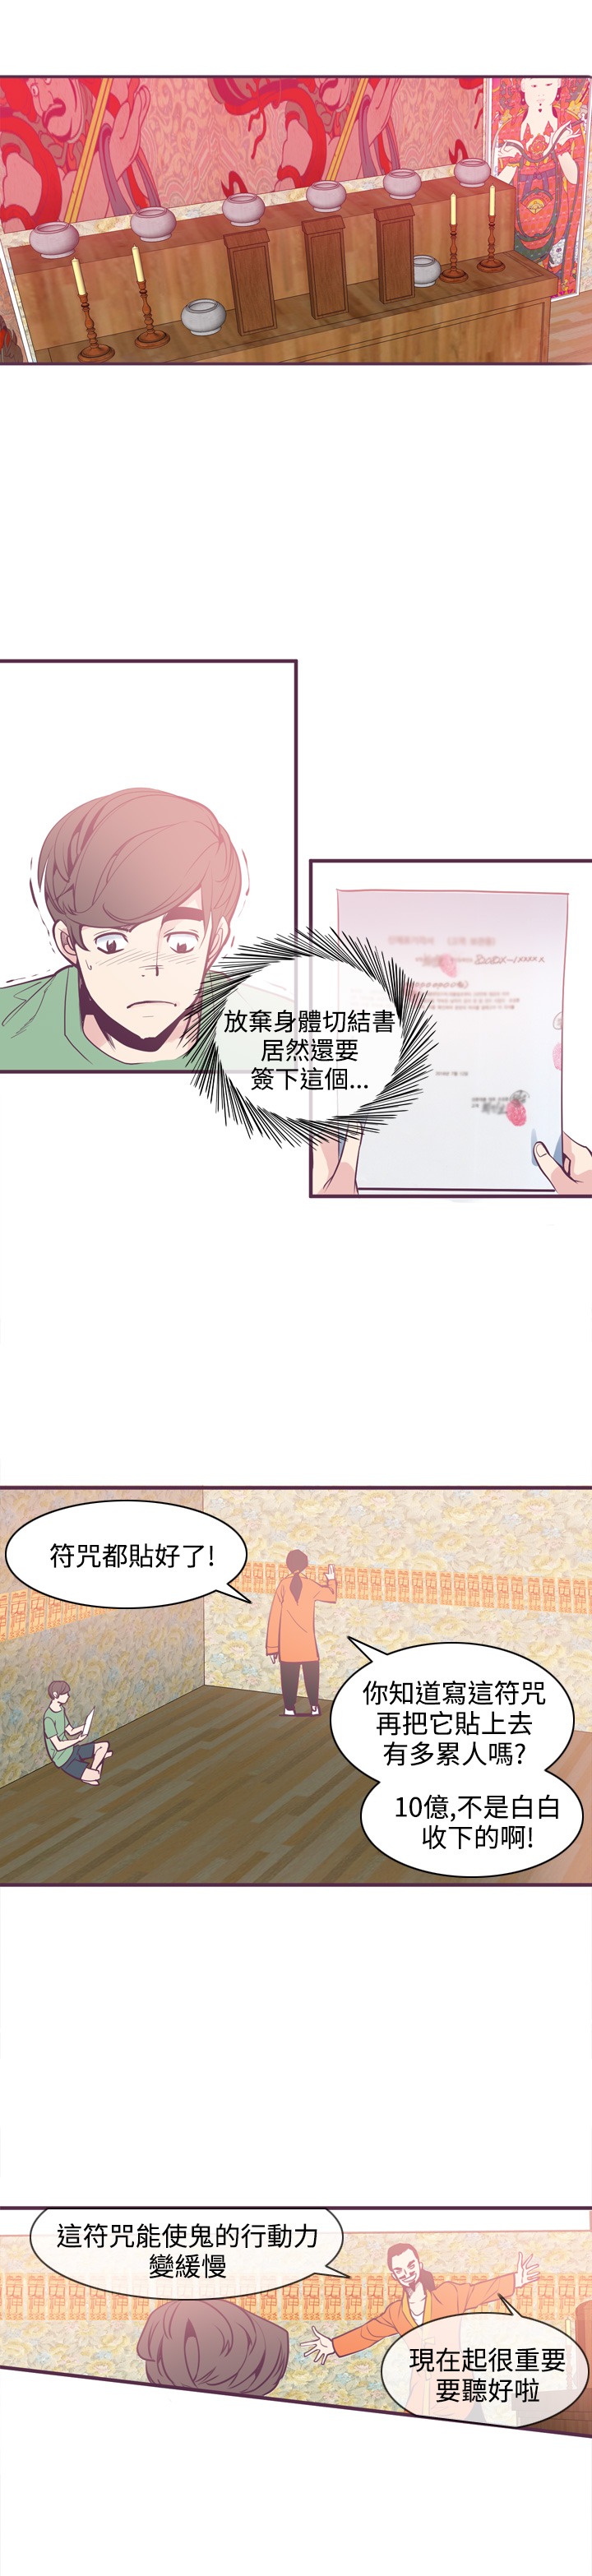 放棄身體切結書
居然還要
簽下這個...
符咒都貼好了!
你知道寫這符咒
再把它貼上去
有多累人嗎?
10億,不是白白
收下的啊!
這符咒能使鬼的行動力
變緩慢
現在起很重要
要聽好啦